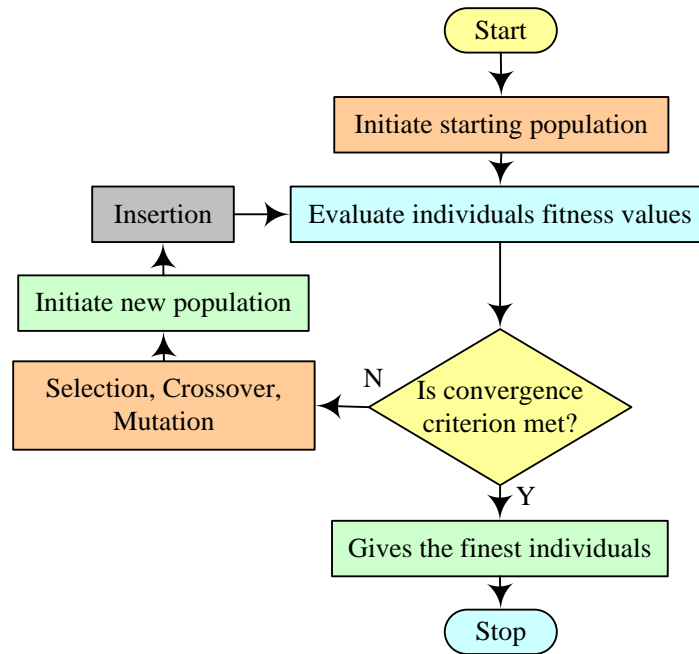 Start
Initiate starting population
Evaluate individuals fitness values
Insertion
Initiate new population
Selection, Crossover,
Mutation
N
Is convergence
criterion met?
Y
Gives the finest individuals
Stop